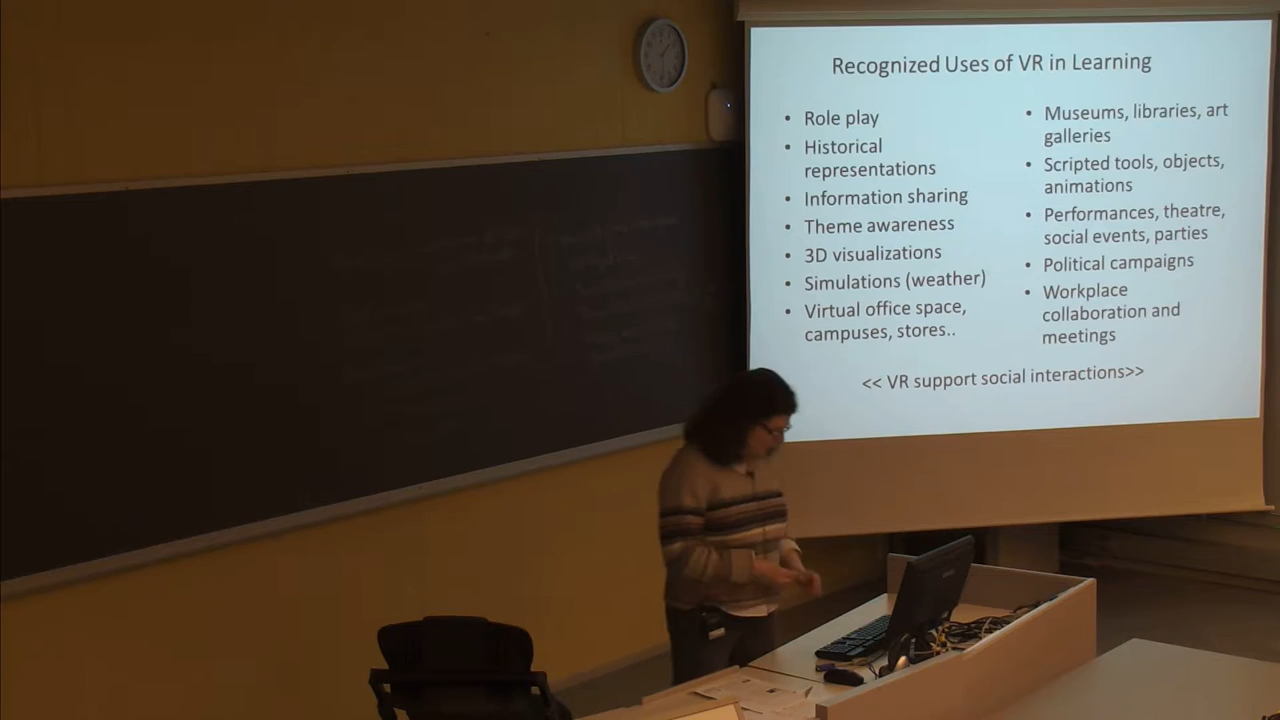 Recognized Uses of VR in Learning
• Role play
• Historical
representations
• Information sharing
• Theme awareness
• 3D visualizations
• Simulations (weather)
• Virtual office space,
campuses, stores..
• Museums, libraries, art
galleries
• Scripted tools, objects,
animations
• Performances, theatre,
social events, parties
• Political campaigns
• Workplace
collaboration and
meetings
<< VR support social interactions>>